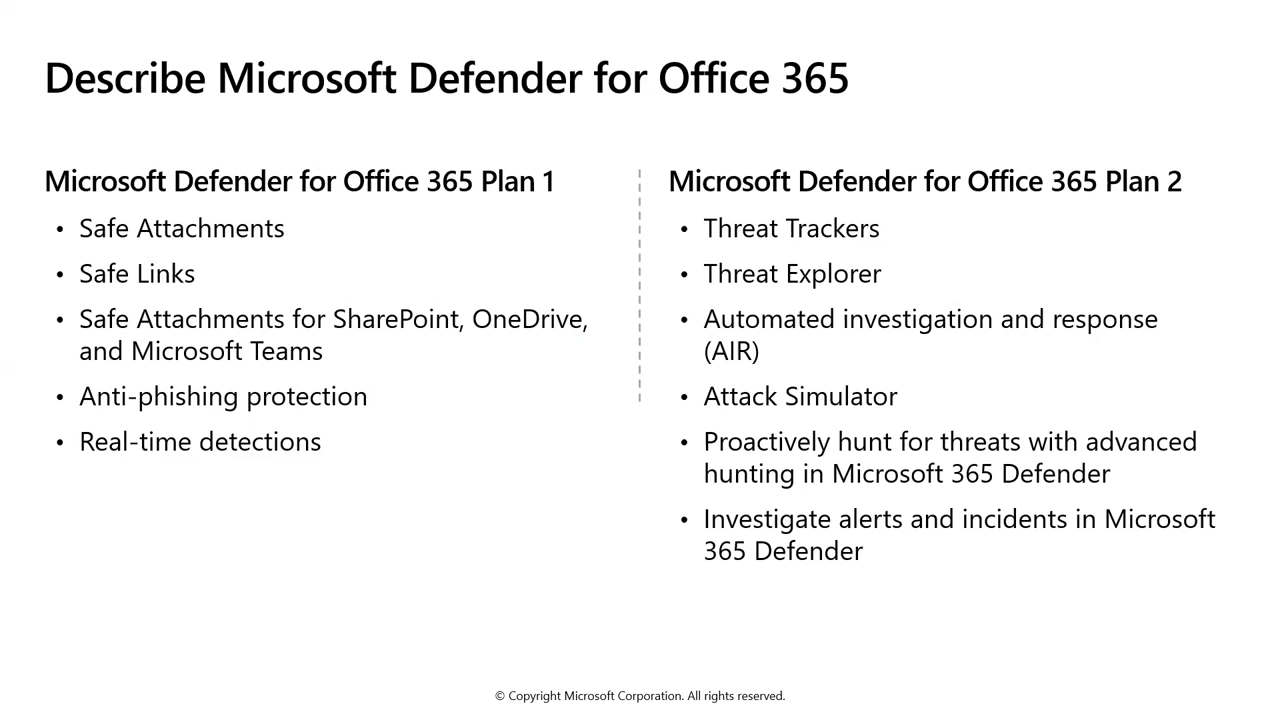 Describe Microsoft Defender for Office 365
Microsoft Defender for Office 365 Plan 1
• Safe Attachments
• Safe Links
• Safe Attachments for SharePoint, OneDrive,
and Microsoft Teams
• Anti-phishing protection
• Real-time detections
Microsoft Defender for Office 365 Plan 2
• Threat Trackers
• Threat Explorer
• Automated investigation and response
(AIR)
• Attack Simulator
• Proactively hunt for threats with advanced
hunting in Microsoft 365 Defender
• Investigate alerts and incidents in Microsoft
365 Defender
© Copyright Microsoft Corporation. All rights reserved.